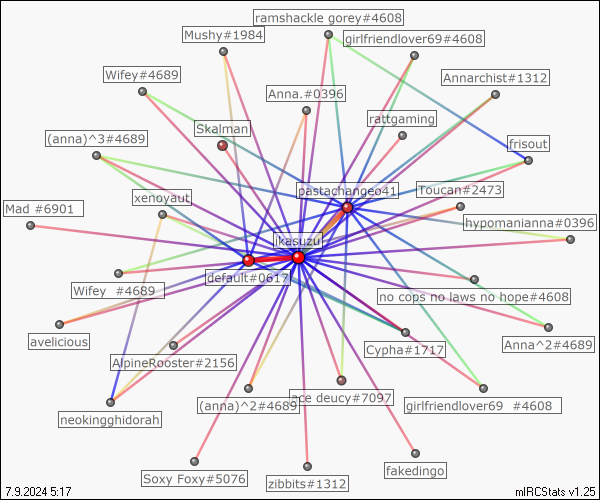 ramshackle gorey#4608
Mushy#1984
girlfriendlover69#4608
Wifey#4689
Annarchist#1312
Anna.#0396
rattgaming
Skalman
(anna)^3#4689
frisout
pastachangeo41
Toucan#2473
xenoyaut
Mad #6901
hypomanianna#0396
ikasuzu
default#0617
Wifey  #4689
no cops no laws no hope#4608
avelicious
Cypha#1717
Anna^2#4689
AlpineRooster#2156
ace deucy#7097
(anna)^2#4689
girlfriendlover69  #4608
neokingghidorah
Soxy Foxy#5076
fakedingo
zibbits#1312
7.9.2024 5:17
mIRCStats v1.25